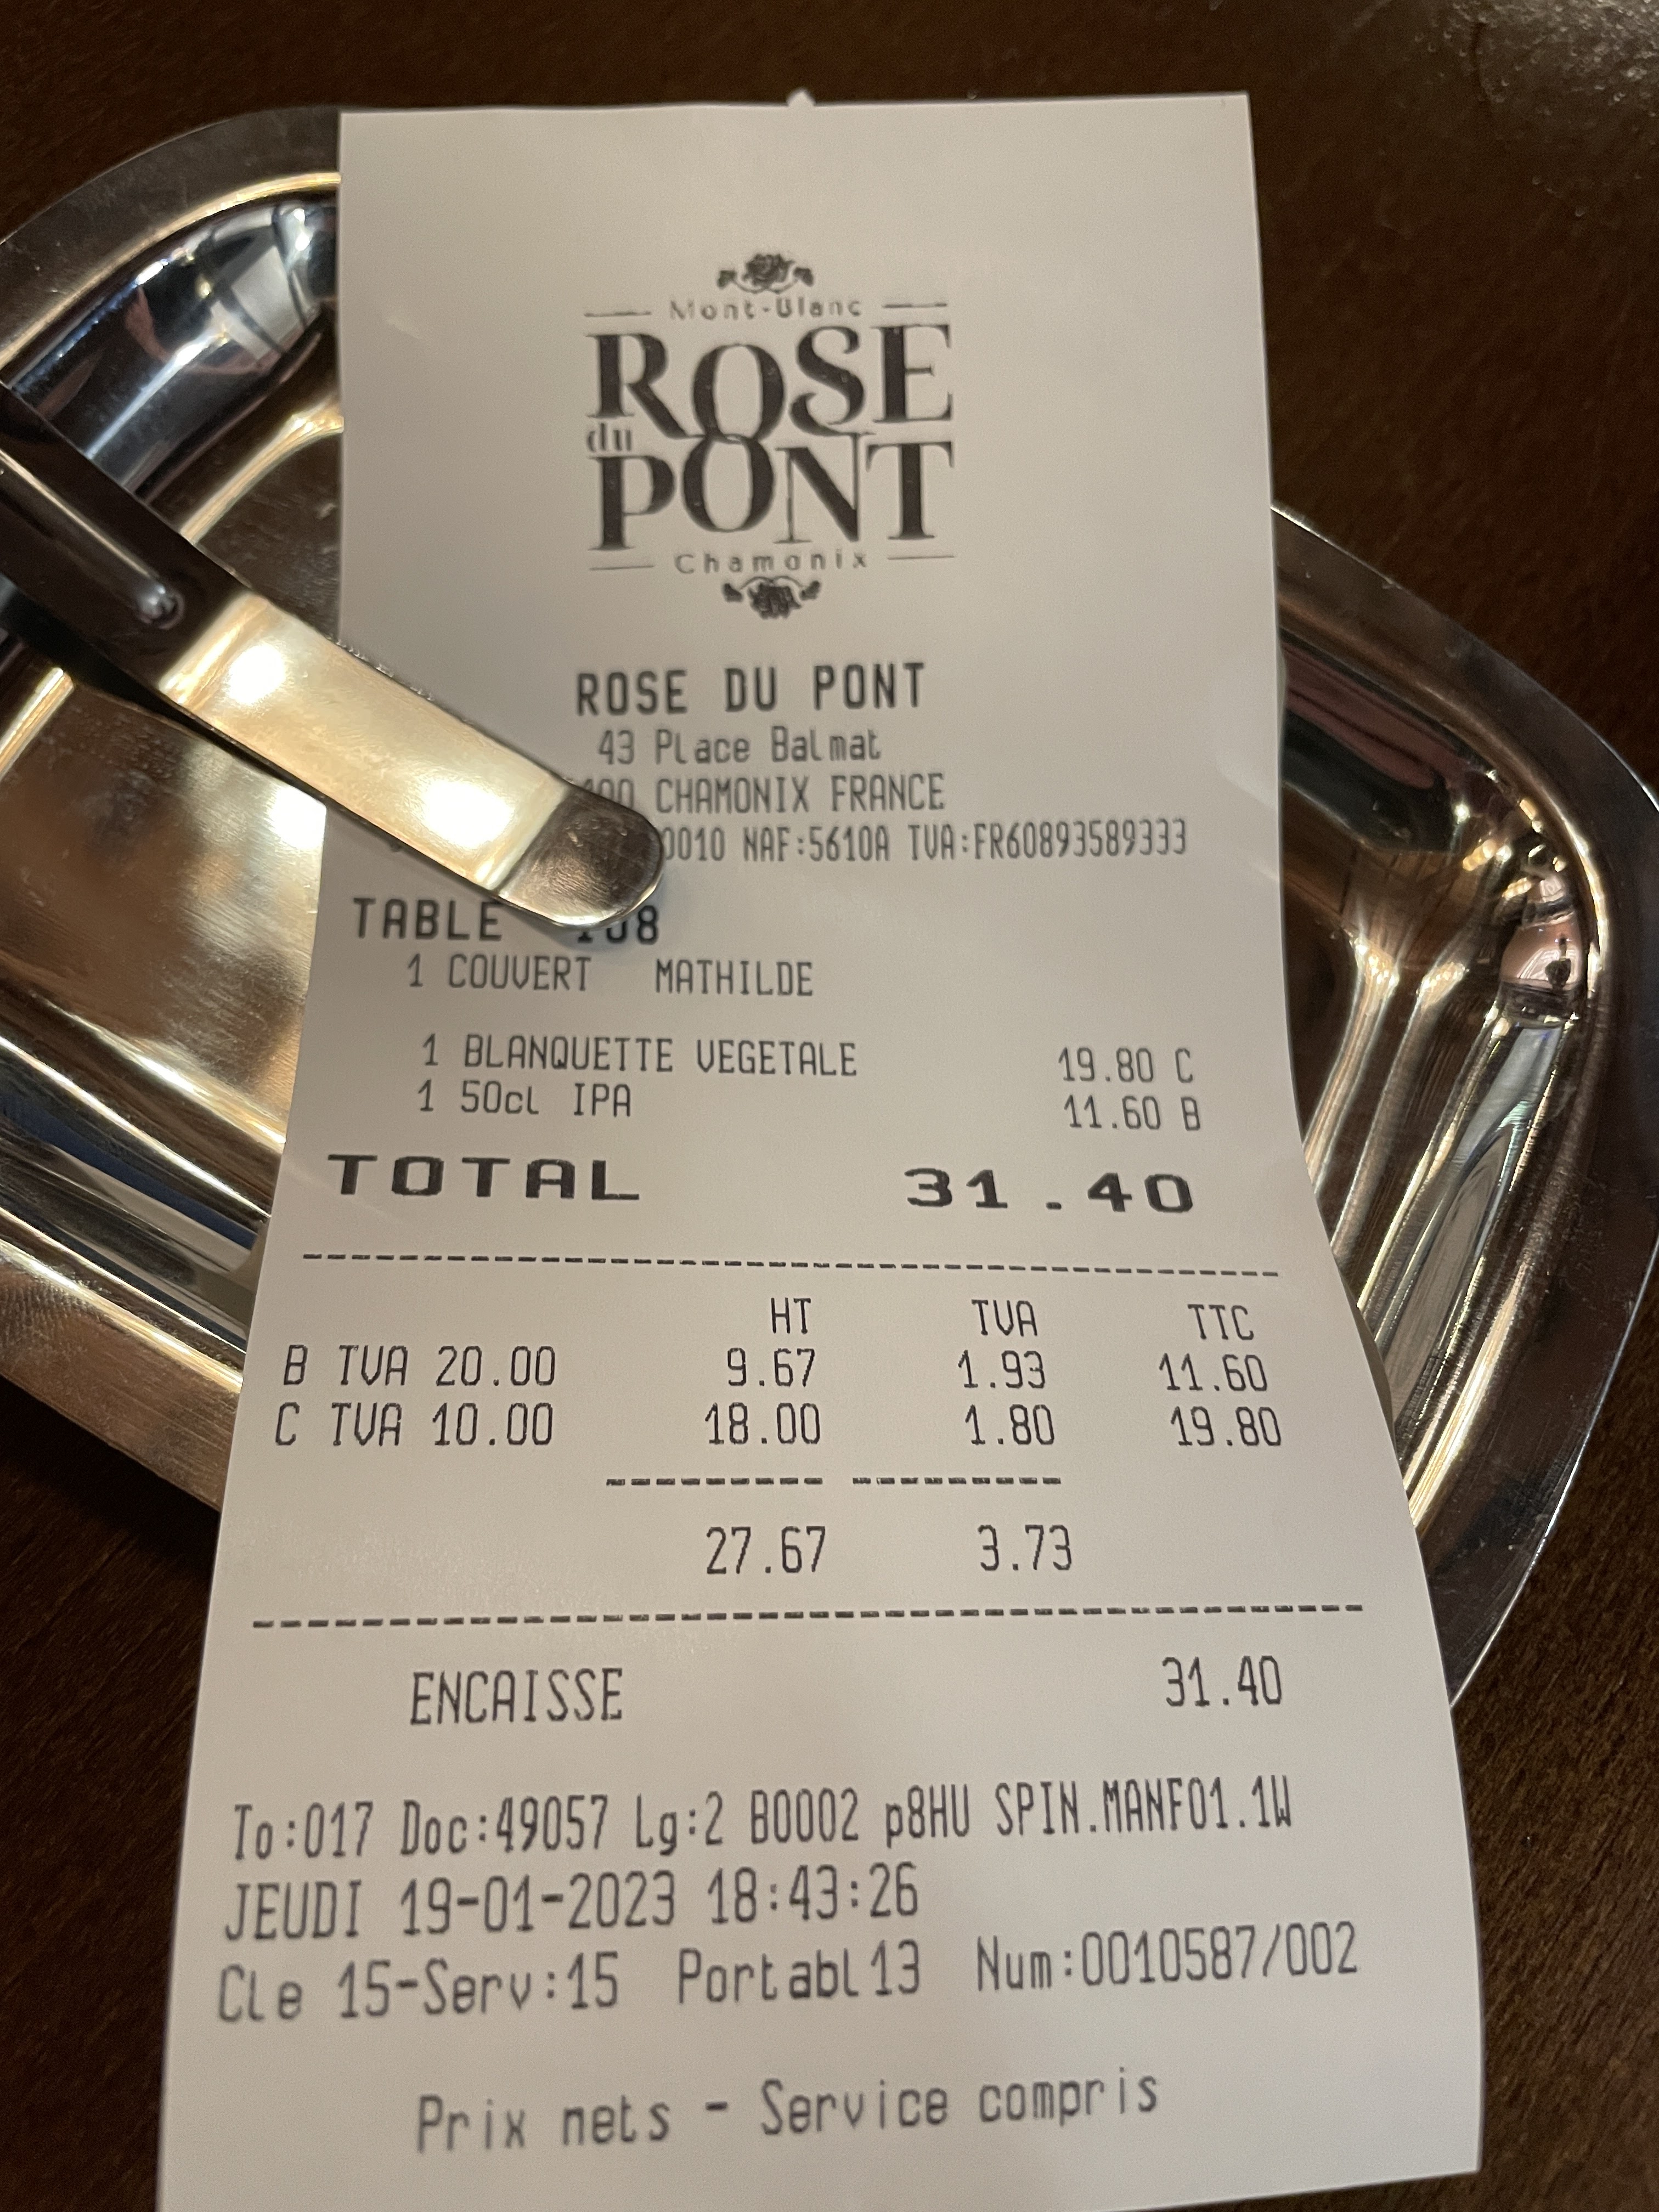 Mont-Blanc
ROSE
du
PONT
Chamonix
ROSE DU PONT
43 Place Balmat
CHAMONIX FRANCE
NAF:5610A TVA:FR60893589333
TABLE
1 COUVERT MATHILDE
1 BLANQUETTE VEGETALE 19.80 C
1 50cl IPA 11.60 B
TOTAL 31.40
HT TVA TTC
B TVA 20.00 9.67 1.93 11.60
C TVA 10.00 18.00 1.80 19.80
27.67 3.73
ENCAISSE 31.40
To:017 Doc:49057 Lg:2 B0002 p8HU SPIN.MANF01.1W
JEUDI 19-01-2023 18:43:26
Cle 15-Serv:15 Portabl13 Num:0010587/002
Prix nets - Service compris